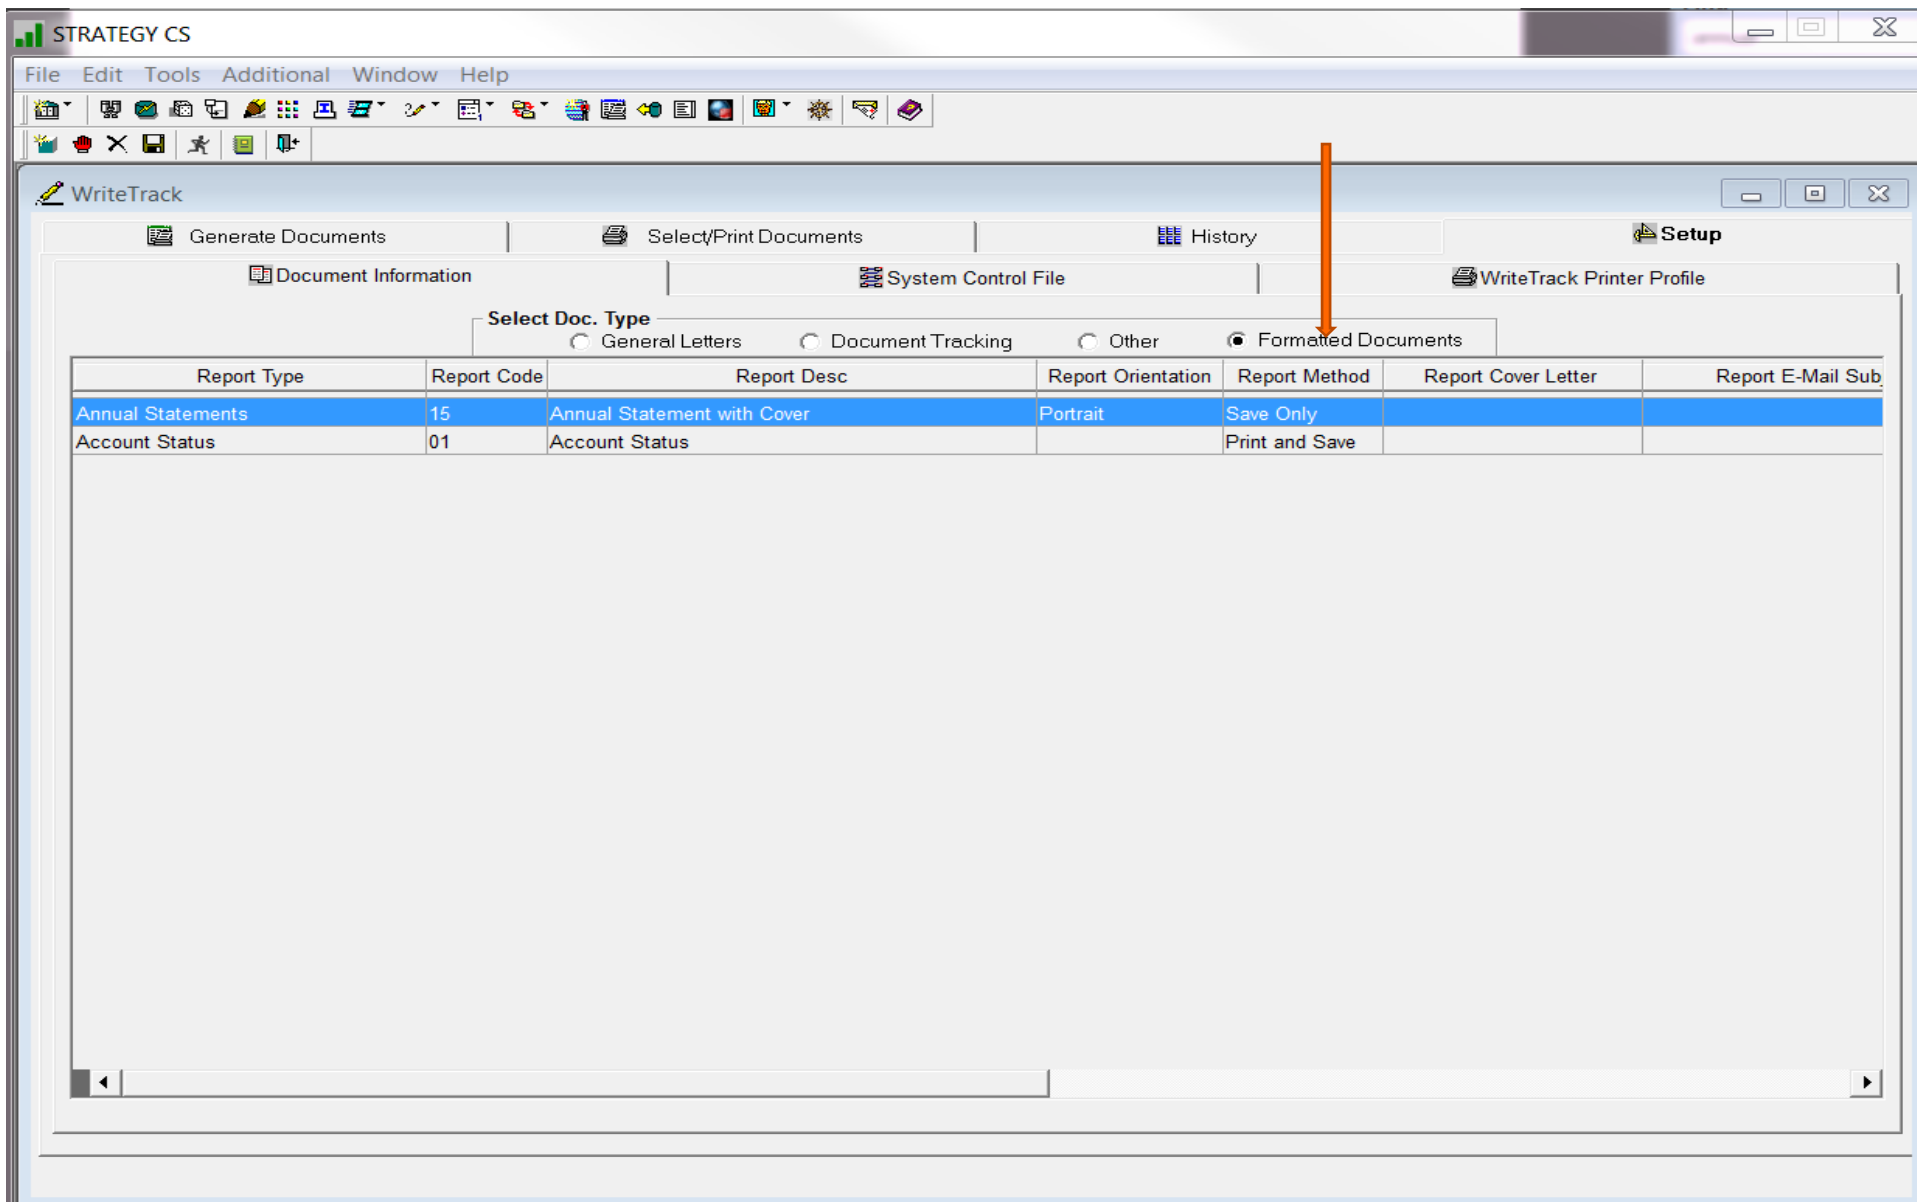 STRATEGY CS
File Edit Tools Additional Window Help
WriteTrack
Generate Documents Select/Print Documents History Setup
Document Information System Control File WriteTrack Printer Profile
Select Doc. Type
General Letters Document Tracking Other Formatted Documents
Report Type Report Code Report Desc Report Orientation Report Method Report Cover Letter Report E-Mail Sub
Annual Statements 15 Annual Statement with Cover Portrait Save Only
Account Status 01 Account Status Print and Save